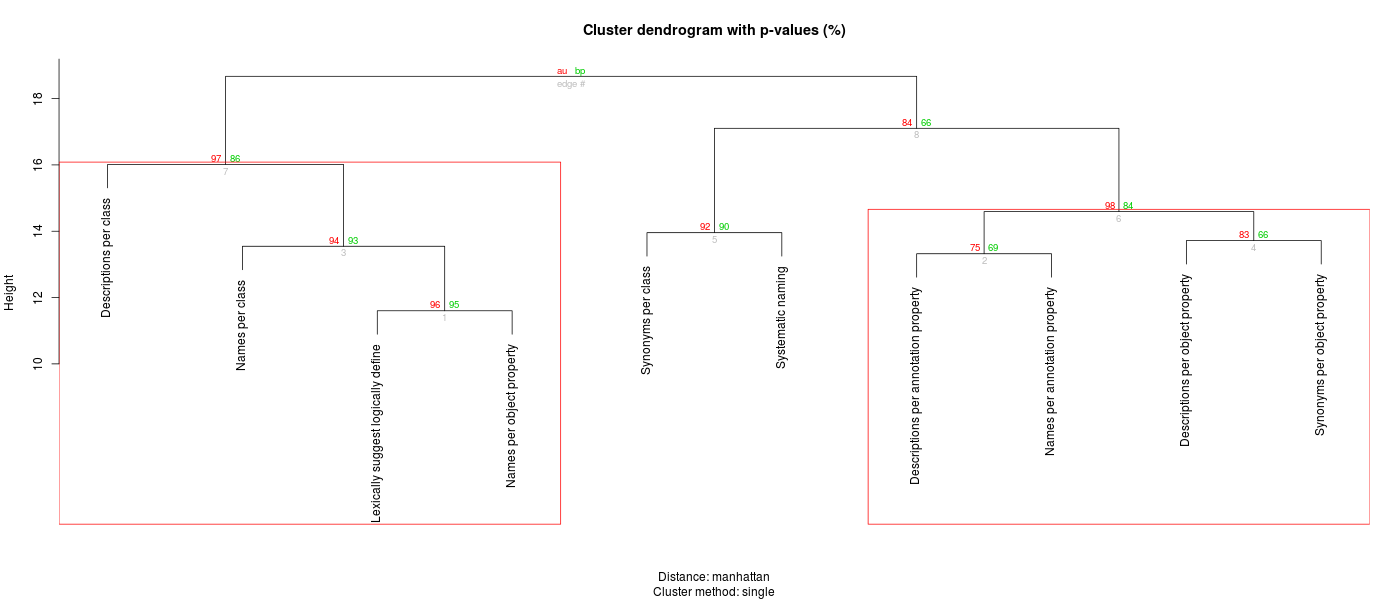 Cluster dendrogram with p-values (%)
au bp
edge #
84 66
8
97 86
7
98 84
6
92 90
5
83 66
4
94 93
3
75 69
2
96 95
1
18
16
14
12
10
Height
Descriptions per class
Names per class
Lexically suggest logically define
Names per object property
Synonyms per class
Systematic naming
Descriptions per annotation property
Names per annotation property
Descriptions per object property
Synonyms per object property
Distance: manhattan
Cluster method: single